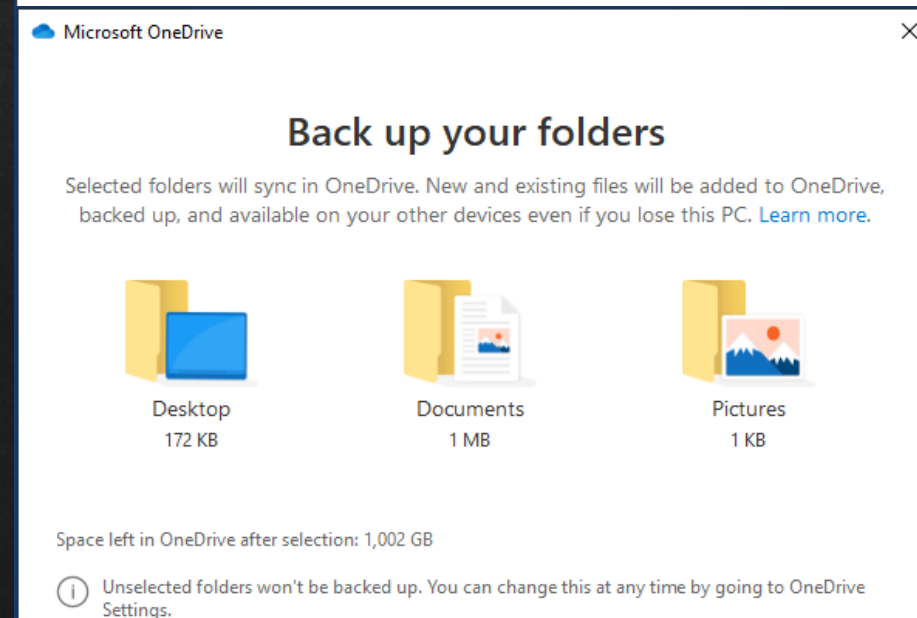 Microsoft OneDrive
Back up your folders
Selected folders will sync in OneDrive. New and existing files will be added to OneDrive,
backed up, and available on your other devices even if you lose this PC. Learn more.
Desktop
172 KB
Documents
1 MB
Pictures
1 KB
Space left in OneDrive after selection: 1,002 GB
Unselected folders won't be backed up. You can change this at any time by going to OneDrive
Settings.